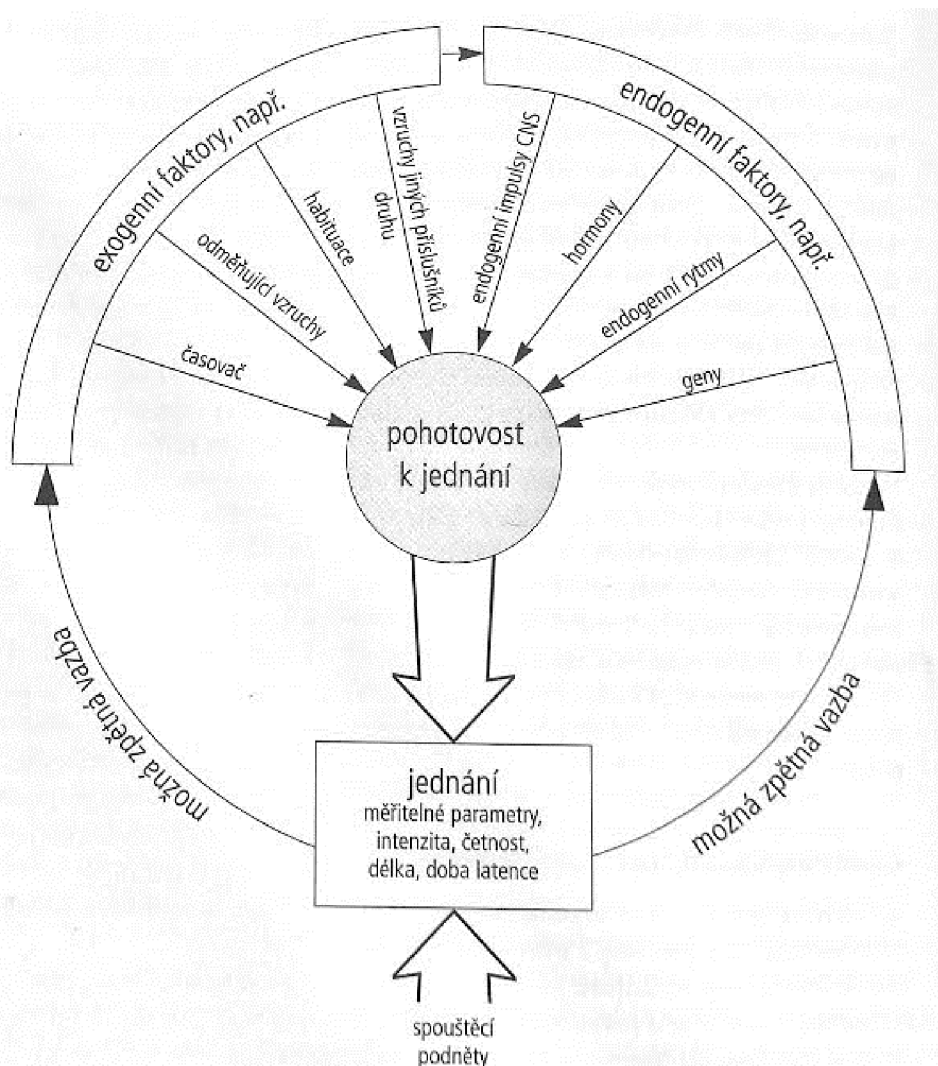 exogenní faktory, např.
endogenní faktory, např.
časovač
odměňující vzruchy
habituace
vzruchy jiných příslušníků
druhu
endogenní impulsy CNS
hormony
endogenní rytmy
geny
pohotovost
k jednání
možná zpětná vazba
možná zpětná vazba
jednání
měřitelné parametry,
intenzita, četnost,
délka, doba latence
spouštěcí
podněty